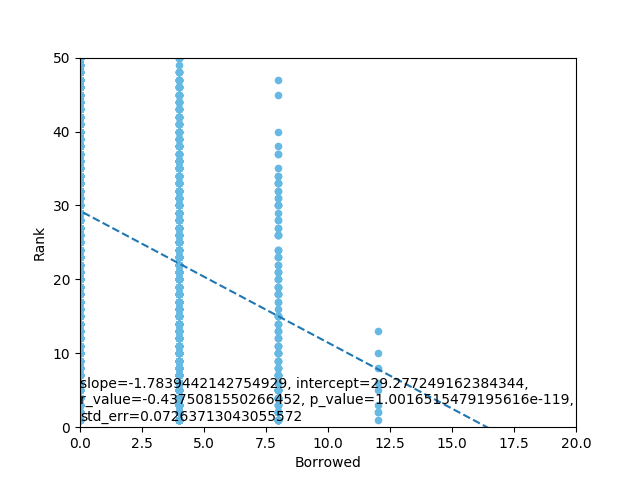 50
40
30
20
10
0
Rank
slope=-1.7839442142754929, intercept=29.277249162384344,
r_value=-0.4375081550266452, p_value=1.0016515479195616e-119,
std_err=0.07263713043055572
0.0 2.5 5.0 7.5 10.0 12.5 15.0 17.5 20.0
Borrowed